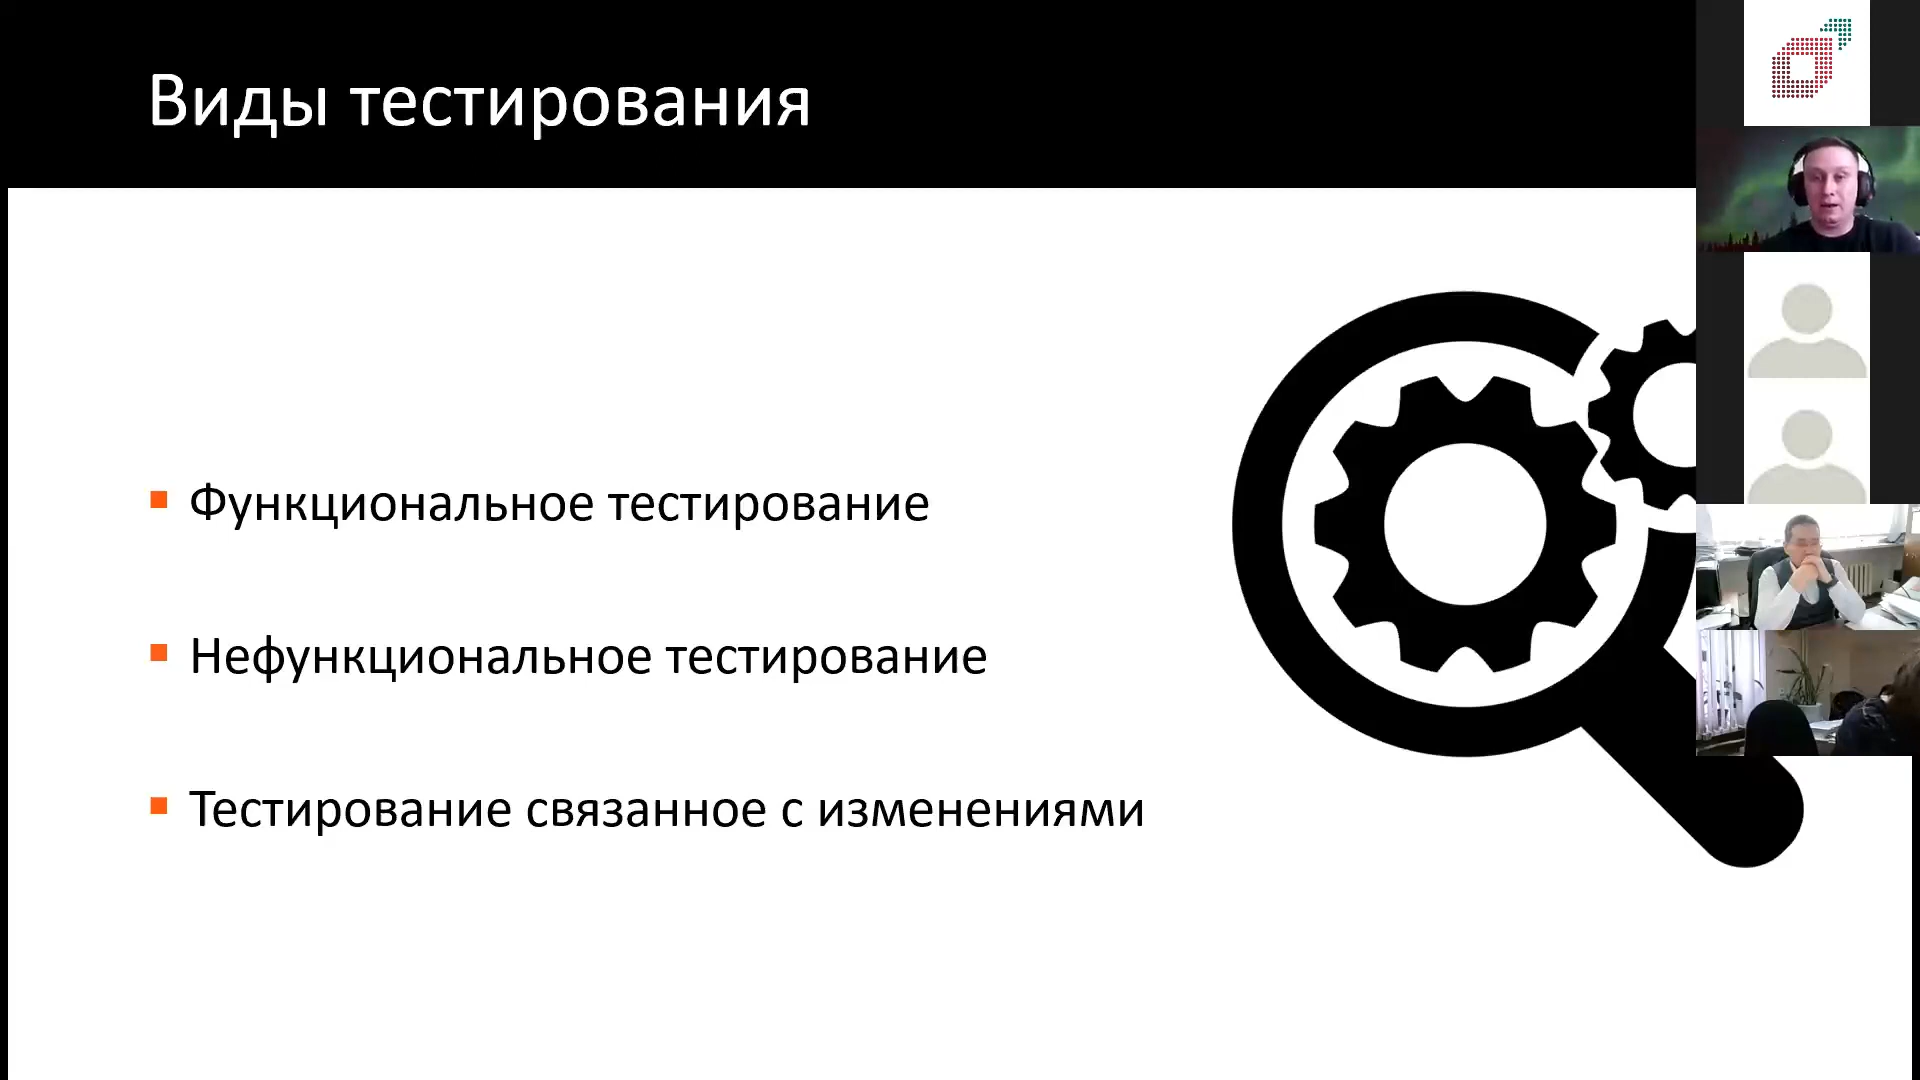 Виды тестирования
Функциональное тестирование
Нефункциональное тестирование
Тестирование связанное с изменениями